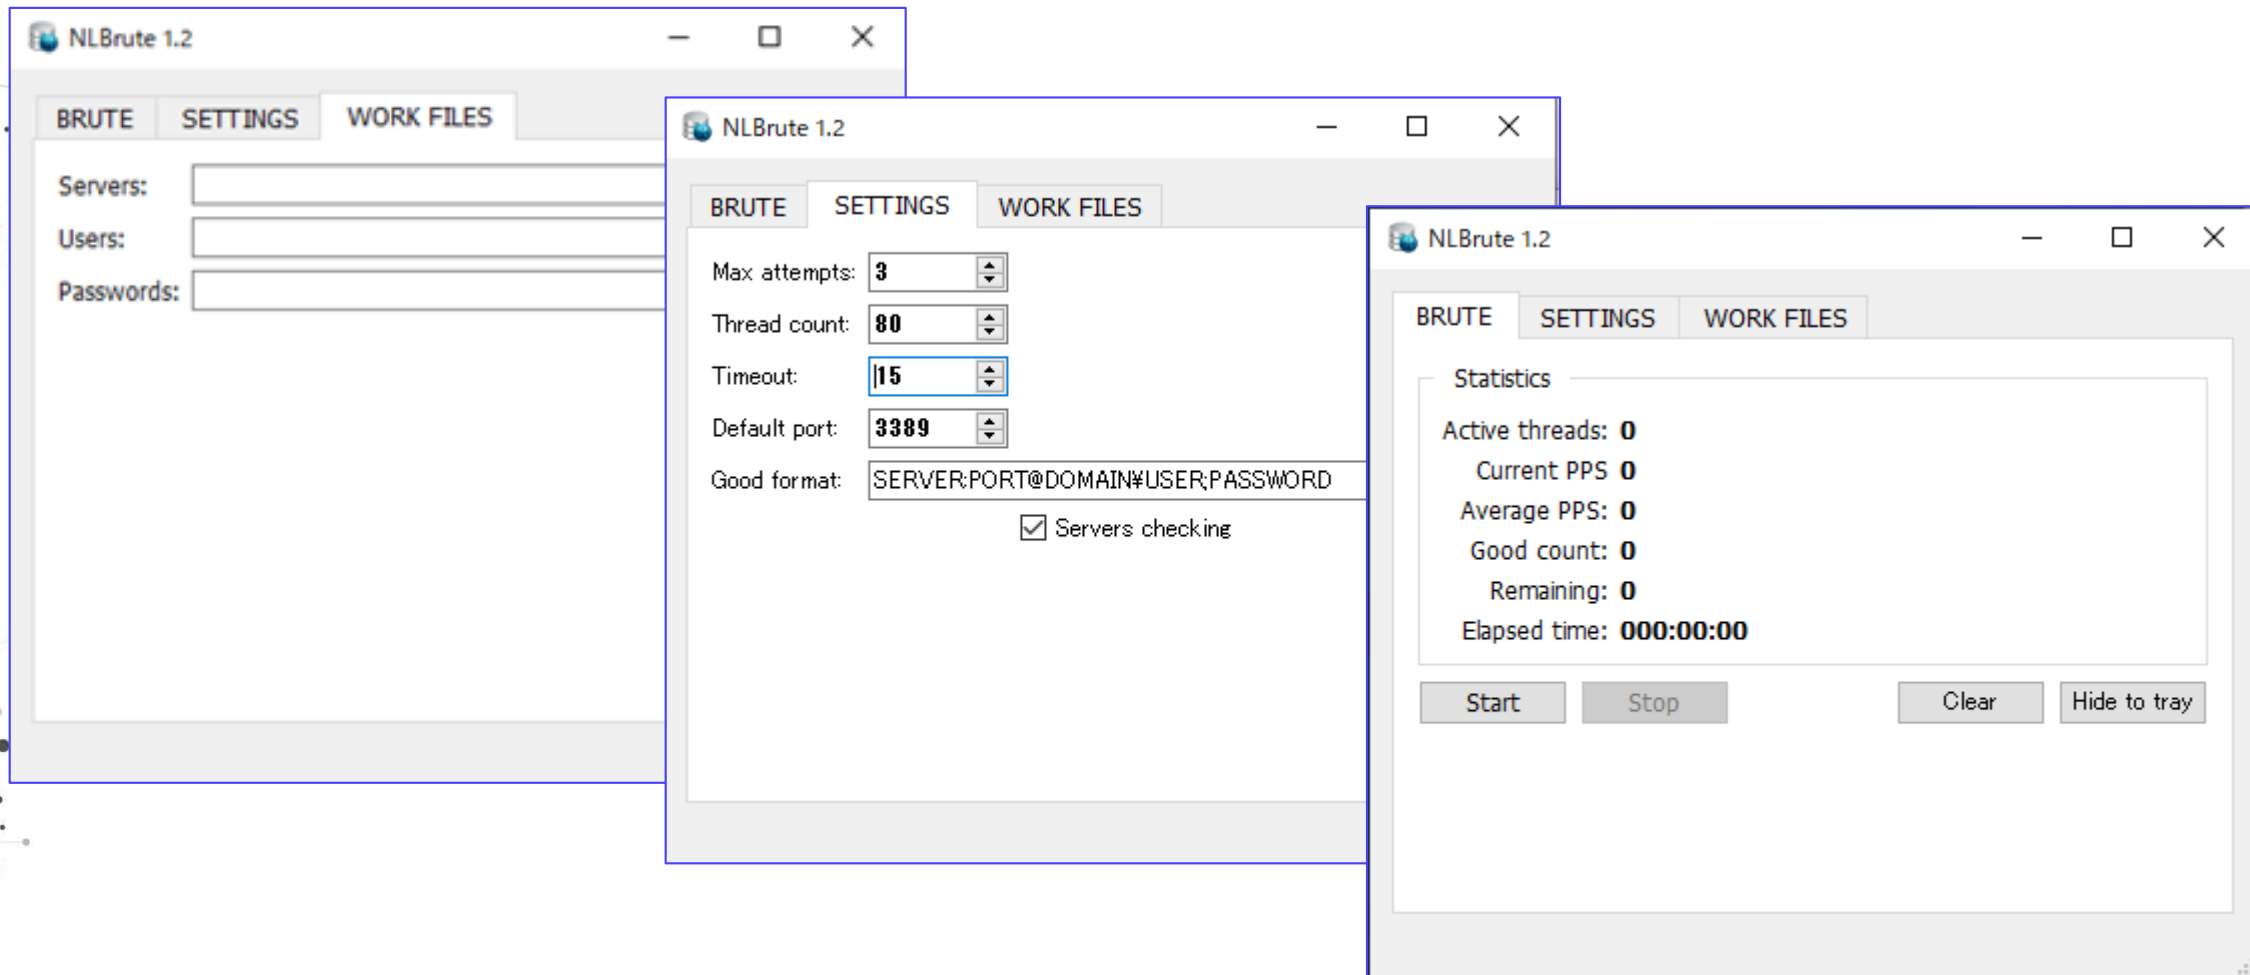 NLBrute 1.2
BRUTE SETTINGS WORK FILES
Servers:
Users:
Passwords:
NLBrute 1.2
BRUTE SETTINGS WORK FILES
Max attempts: 3
Thread count: 80
Timeout: 15
Default port: 3389
Good format: SERVER:PORT@DOMAIN¥USER;PASSWORD
Servers checking
NLBrute 1.2
BRUTE SETTINGS WORK FILES
Statistics
Active threads: 0
Current PPS 0
Average PPS: 0
Good count: 0
Remaining: 0
Elapsed time: 000:00:00
Start Stop Clear Hide to tray